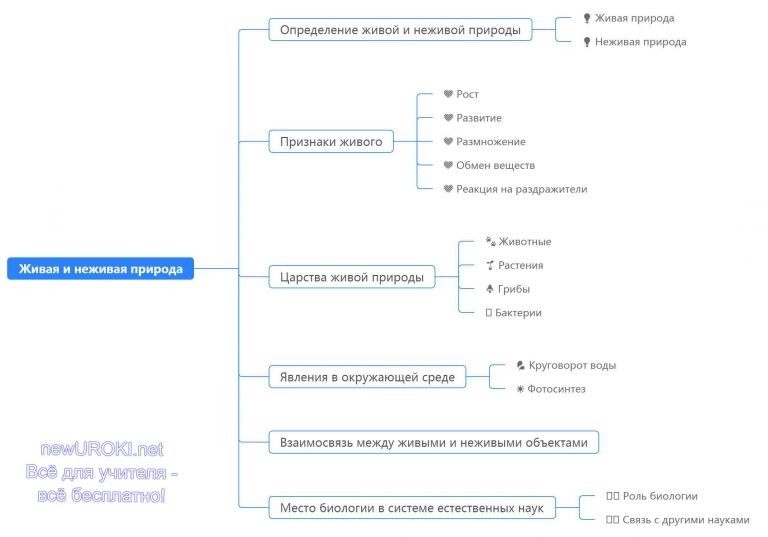 Определение живой и неживой природы
Живая природа
Неживая природа
Признаки живого
Рост
Развитие
Размножение
Обмен веществ
Реакция на раздражители
Живая и неживая природа
Царства живой природы
Животные
Растения
Грибы
Бактерии
Явления в окружающей среде
Круговорот воды
Фотосинтез
Взаимосвязь между живыми и неживыми объектами
Место биологии в системе естественных наук
Роль биологии
Связь с другими науками
newUROKI.net
Всё для учителя -
всё бесплатно!